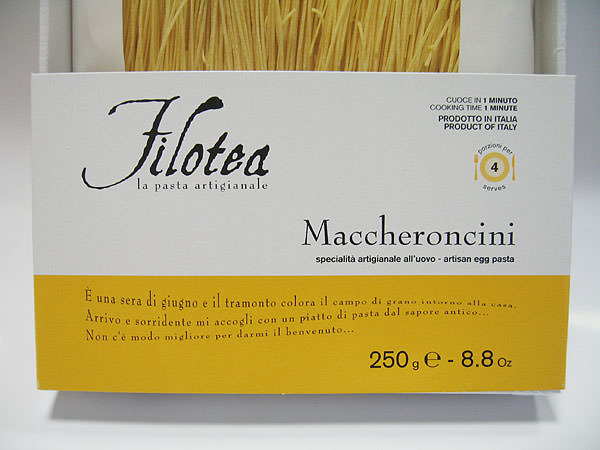 CUOCE IN 1 MINUTO
COOKING TIME 1 MINUTE
PRODOTTO IN ITALIA
PRODUCT OF ITALY
Filotea
la pasta artigianale
porzioni per
4
serves
Maccheroncini
specialità artigianale all'uovo - artisan egg pasta
È una sera di giugno e il tramonto colora il campo di grano intorno alla casa.
Arrivo e sorridente mi accogli con un piatto di pasta dal sapore antico...
Non c'è modo migliore per darmi il benvenuto...
250 g ℮ - 8.8 Oz